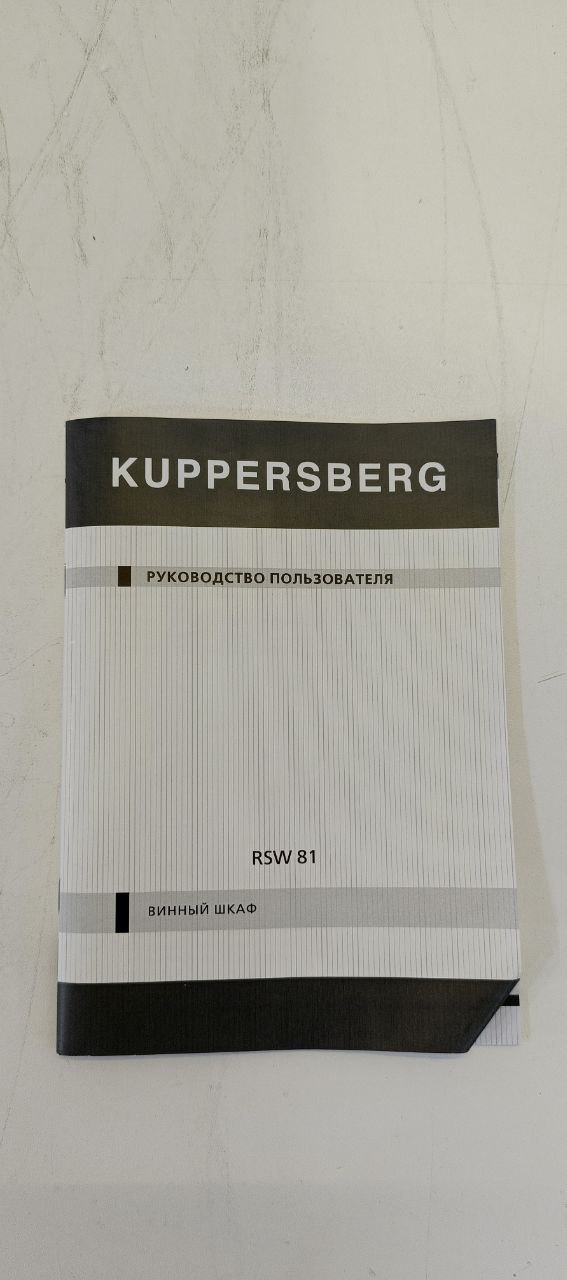 KUPPERSBERG
РУКОВОДСТВО ПОЛЬЗОВАТЕЛЯ
RSW 81
ВИННЫЙ ШКАФ